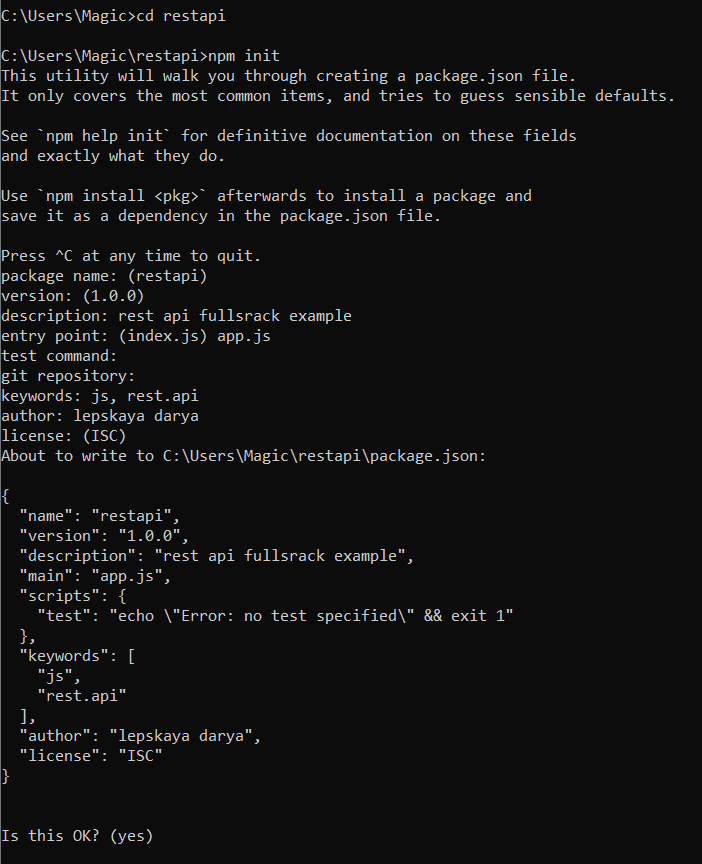 C:\Users\Magic>cd restapi
C:\Users\Magic\restapi>npm init
This utility will walk you through creating a package.json file.
It only covers the most common items, and tries to guess sensible defaults.
See `npm help init` for definitive documentation on these fields
and exactly what they do.
Use `npm install <pkg>` afterwards to install a package and
save it as a dependency in the package.json file.
Press ^C at any time to quit.
package name: (restapi)
version: (1.0.0)
description: rest api fullsrack example
entry point: (index.js) app.js
test command:
git repository:
keywords: js, rest.api
author: lepskaya darya
license: (ISC)
About to write to C:\Users\Magic\restapi\package.json:
{
  "name": "restapi",
  "version": "1.0.0",
  "description": "rest api fullsrack example",
  "main": "app.js",
  "scripts": {
    "test": "echo \"Error: no test specified\" && exit 1"
  },
  "keywords": [
    "js",
    "rest.api"
  ],
  "author": "lepskaya darya",
  "license": "ISC"
}
Is this OK? (yes)